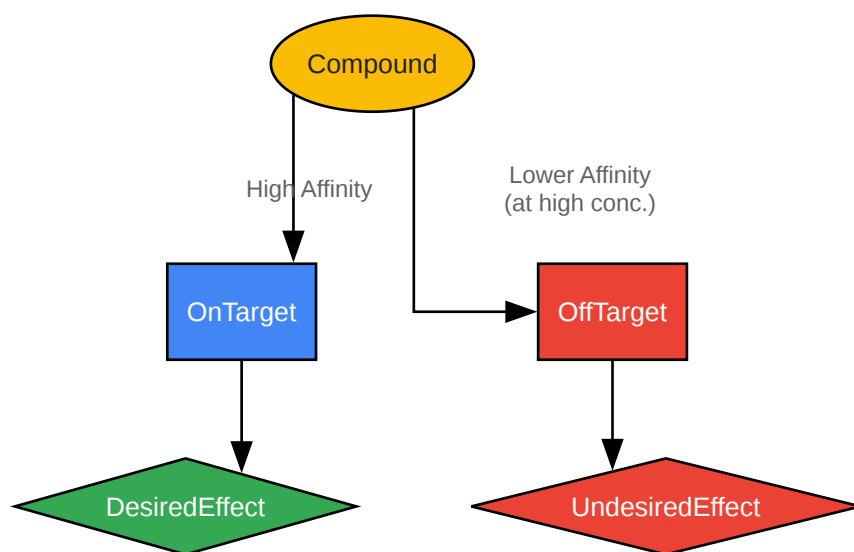 Compound
High Affinity
Lower Affinity
(at high conc.)
OnTarget
OffTarget
DesiredEffect
UndesiredEffect